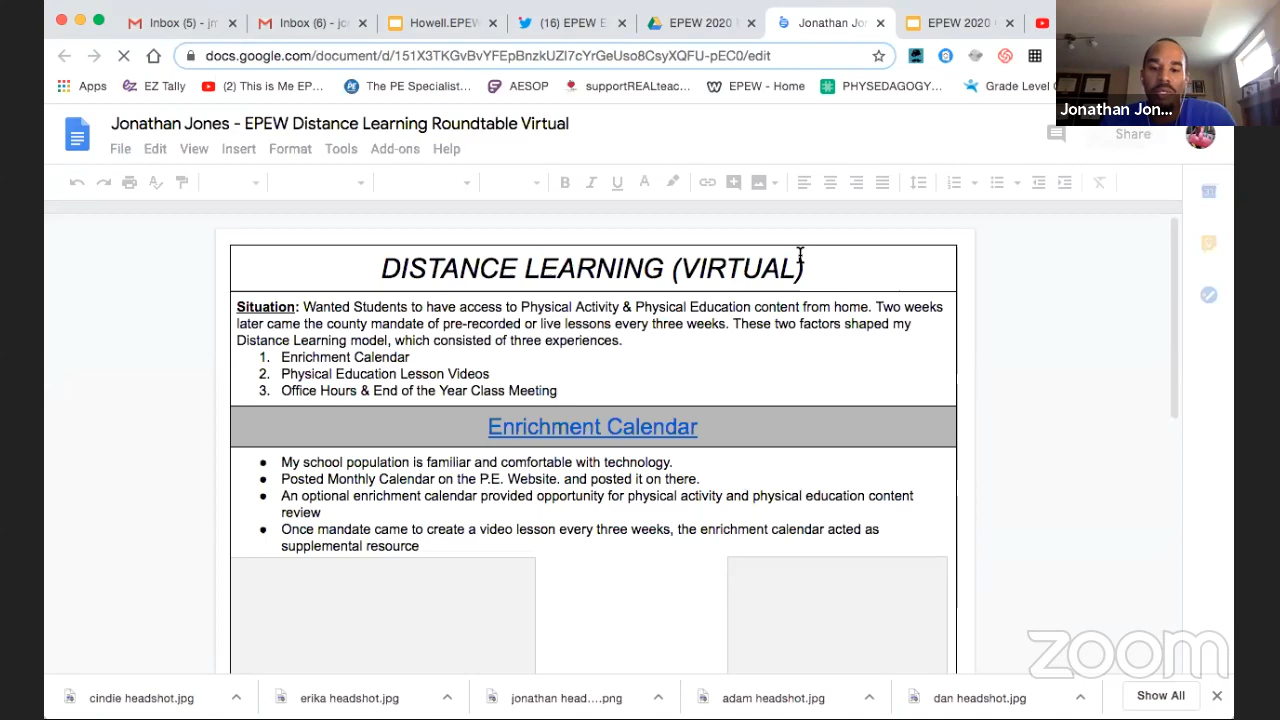 Inbox (5) - jm
Inbox (6) - jo
Howell.EPEW
(16) EPEW E
EPEW 2020
Jonathan Jo
EPEW 2020
docs.google.com/document/d/151X3TKGvBvYFEpBnzkUZl7cYrGeUso8CsyXQFU-pEC0/edit
Apps
EZ Tally
(2) This is Me EP...
The PE Specialist...
AESOP
supportREALteac...
EPEW - Home
PHYSEDAGOGY...
Grade Level
Jonathan Jon...
Jonathan Jones - EPEW Distance Learning Roundtable Virtual
Share
File Edit View Insert Format Tools Add-ons Help
DISTANCE LEARNING (VIRTUAL)
Situation: Wanted Students to have access to Physical Activity & Physical Education content from home. Two weeks
later came the county mandate of pre-recorded or live lessons every three weeks. These two factors shaped my
Distance Learning model, which consisted of three experiences.
1. Enrichment Calendar
2. Physical Education Lesson Videos
3. Office Hours & End of the Year Class Meeting
Enrichment Calendar
● My school population is familiar and comfortable with technology.
● Posted Monthly Calendar on the P.E. Website. and posted it on there.
● An optional enrichment calendar provided opportunity for physical activity and physical education content
review
● Once mandate came to create a video lesson every three weeks, the enrichment calendar acted as
supplemental resource
zoom
cindie headshot.jpg
erika headshot.jpg
jonathan head....png
adam headshot.jpg
dan headshot.jpg
Show All